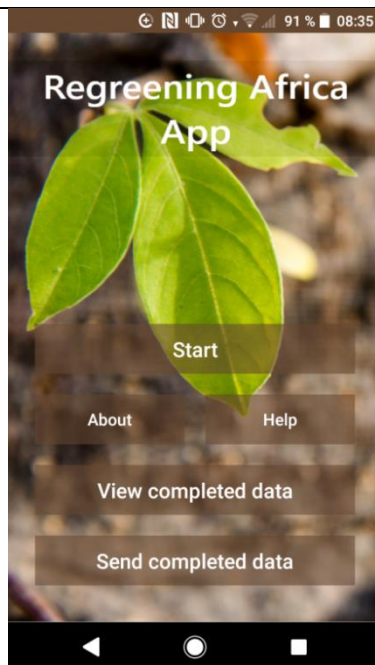 91 % 08:35
Regreening Africa
App
Start
About Help
View completed data
Send completed data